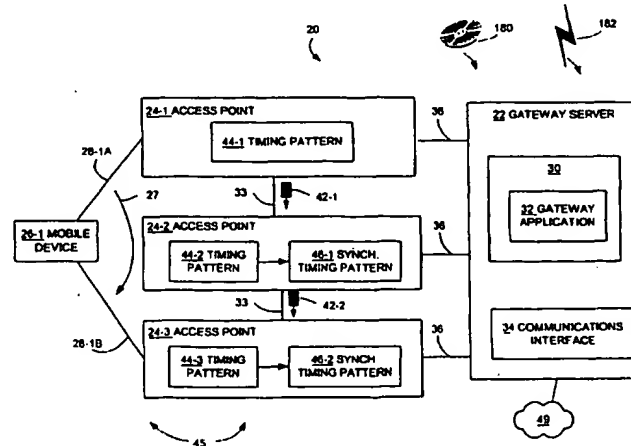 20
180
182
24-1 ACCESS POINT
44-1 TIMING PATTERN
36
22 GATEWAY SERVER
28-1A
27
33
42-1
30
32 GATEWAY
APPLICATION
26-1 MOBILE
DEVICE
24-2 ACCESS POINT
44-2 TIMING
PATTERN
46-1 SYNCH.
TIMING PATTERN
36
33
42-2
28-1B
24-3 ACCESS POINT
44-3 TIMING
PATTERN
46-2 SYNCH
TIMING PATTERN
36
34 COMMUNICATIONS
INTERFACE
45
49